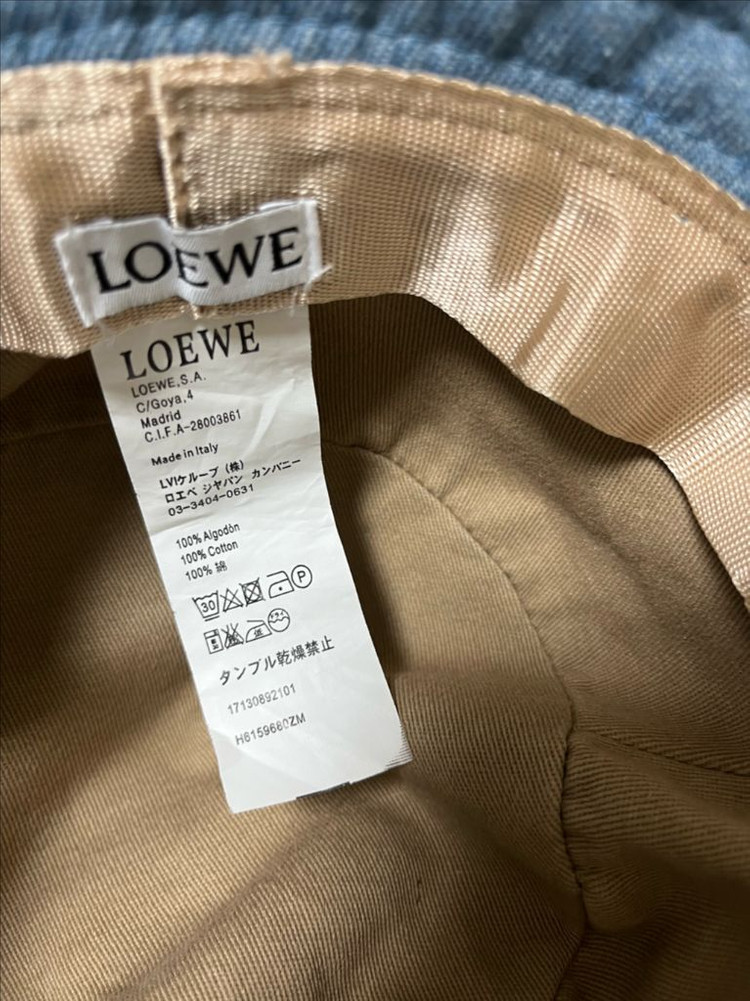 LOEWE
LOEWE
LOEWE,S.A.
C/Goya,4
Madrid
C.I.F.A-28003861
Made in Italy
LVIケループ (株)
ロエベ ジャパン カンパニー
03-3404-0631
100% Algodón
100% Cotton
100% 綿
30 P
タンブル乾燥禁止
17130892101
H6159660ZM